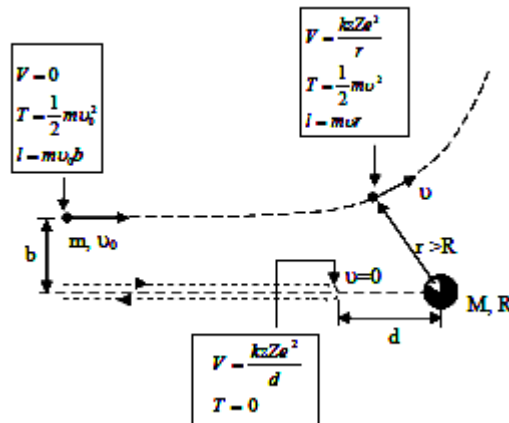 V = 0
T = 1/2 mυ₀²
l = mυ₀b
V = kzZe²/r
T = 1/2 mυ²
l = mυr
υ
b
m, υ₀
r >R
υ=0
M, R
d
V = kzZe²/d
T = 0